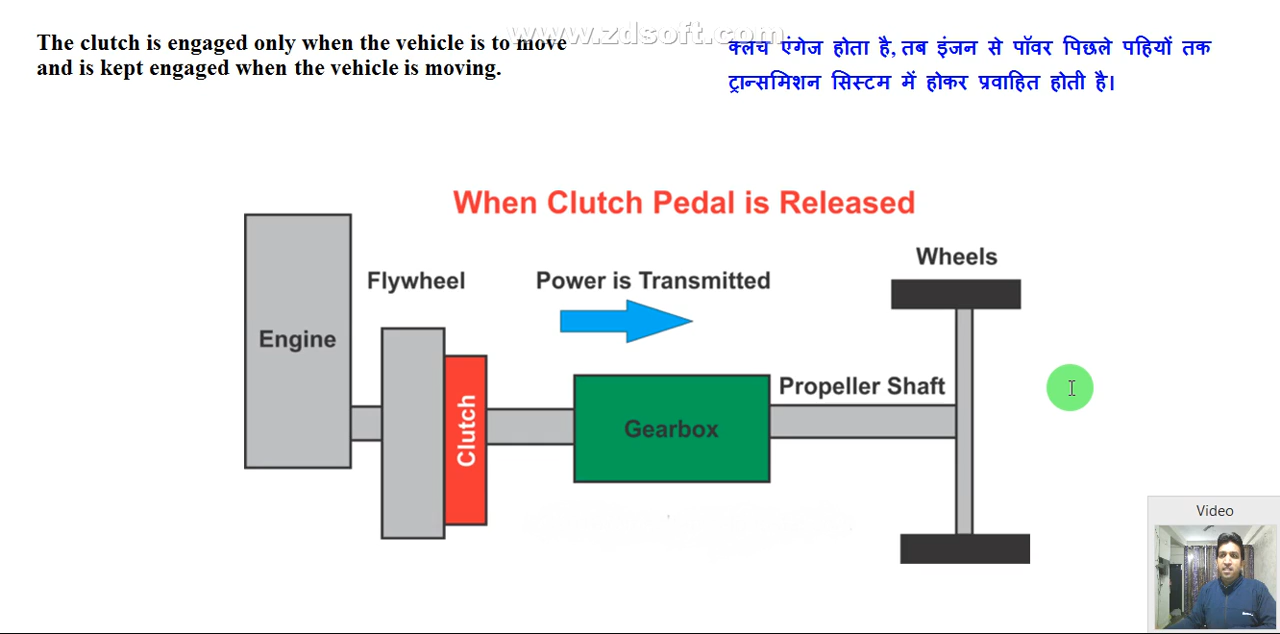 www.zdsoft.com
The clutch is engaged only when the vehicle is to move
and is kept engaged when the vehicle is moving.
क्लच एंगेज होता है, तब इंजन से पॉवर पिछले पहियों तक
ट्रान्समिशन सिस्टम में होकर प्रवाहित होती है।
When Clutch Pedal is Released
Wheels
Flywheel
Power is Transmitted
Engine
Propeller Shaft
Clutch
Gearbox
Video